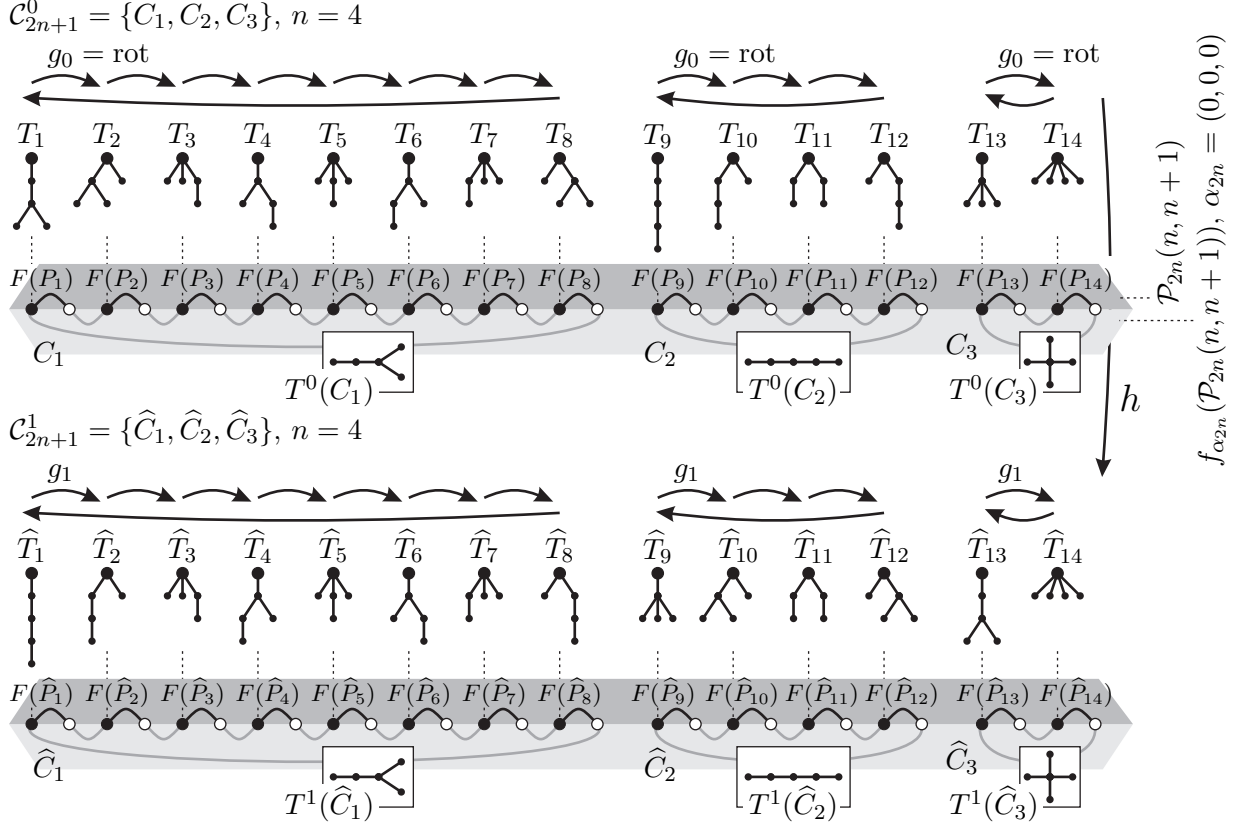 𝒞⁰₂ₙ₊₁ = {C₁, C₂, C₃}, n = 4
g₀ = rot g₀ = rot g₀ = rot
T₁ T₂ T₃ T₄ T₅ T₆ T₇ T₈ T₉ T₁₀ T₁₁ T₁₂ T₁₃ T₁₄
F(P₁) F(P₂) F(P₃) F(P₄) F(P₅) F(P₆) F(P₇) F(P₈) F(P₉) F(P₁₀) F(P₁₁) F(P₁₂) F(P₁₃) F(P₁₄)
C₁ C₂ C₃
T⁰(C₁) T⁰(C₂) T⁰(C₃)
𝒫₂ₙ(n, n + 1)
f_{α₂ₙ}(𝒫₂ₙ(n, n + 1)), α₂ₙ = (0, 0, 0)
h
𝒞¹₂ₙ₊₁ = {Ĉ₁, Ĉ₂, Ĉ₃}, n = 4
g₁ g₁ g₁
T̂₁ T̂₂ T̂₃ T̂₄ T̂₅ T̂₆ T̂₇ T̂₈ T̂₉ T̂₁₀ T̂₁₁ T̂₁₂ T̂₁₃ T̂₁₄
F(P̂₁) F(P̂₂) F(P̂₃) F(P̂₄) F(P̂₅) F(P̂₆) F(P̂₇) F(P̂₈) F(P̂₉) F(P̂₁₀) F(P̂₁₁) F(P̂₁₂) F(P̂₁₃) F(P̂₁₄)
Ĉ₁ Ĉ₂ Ĉ₃
T¹(Ĉ₁) T¹(Ĉ₂) T¹(Ĉ₃)